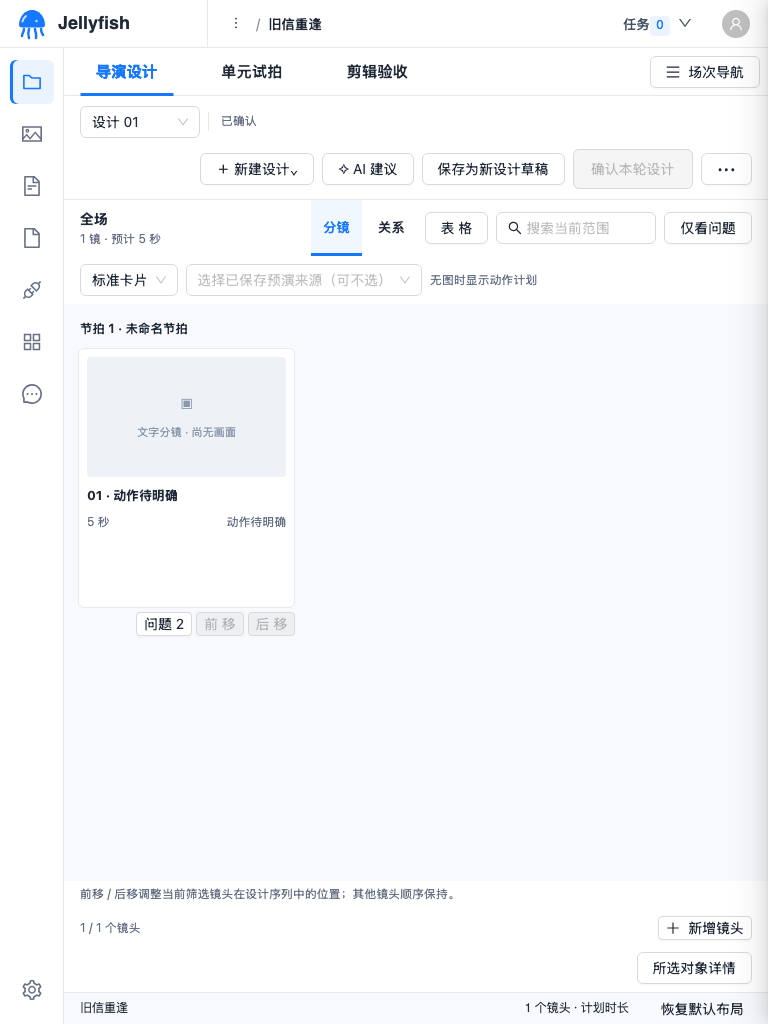 Jellyfish
/ 旧信重逢
任务 0
导演设计
单元试拍
剪辑验收
场次导航
设计 01
已确认
新建设计
AI 建议
保存为新设计草稿
确认本轮设计
全场
1 镜 · 预计 5 秒
分镜
关系
表 格
搜索当前范围
仅看问题
标准卡片
选择已保存预演来源（可不选）
无图时显示动作计划
节拍 1 · 未命名节拍
文字分镜 · 尚无画面
01 · 动作待明确
5 秒
动作待明确
问题 2
前 移
后 移
前移 / 后移调整当前筛选镜头在设计序列中的位置；其他镜头顺序保持。
1 / 1 个镜头
新增镜头
所选对象详情
旧信重逢
1 个镜头 · 计划时长
恢复默认布局